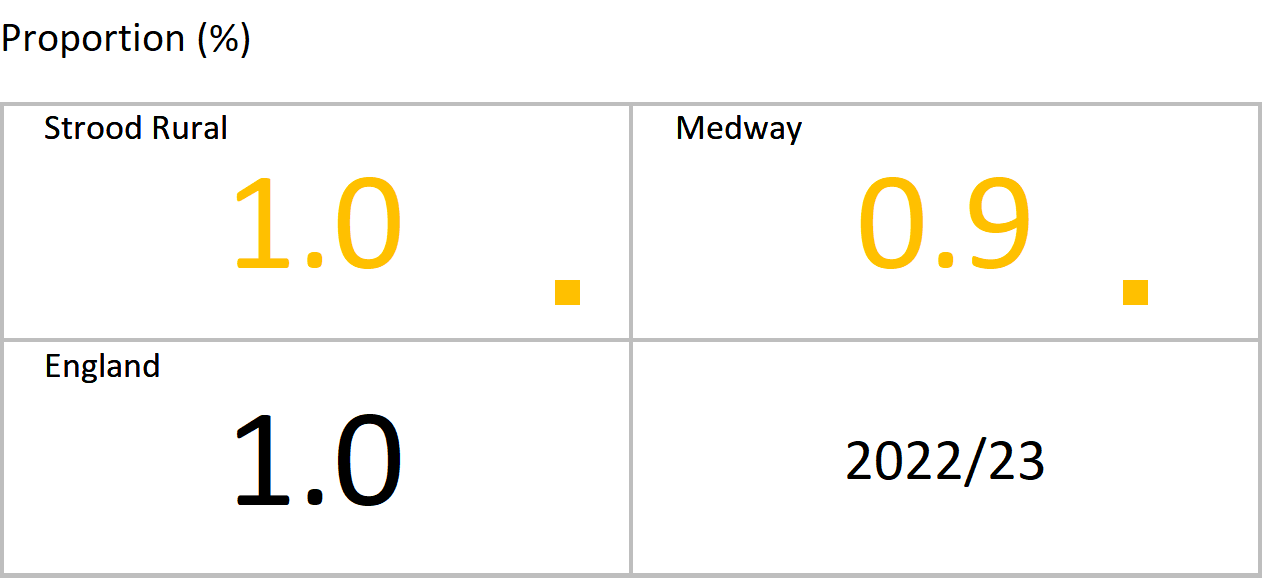 Proportion (%)
Strood Rural
Medway
1.0
0.9
England
1.0
2022/23